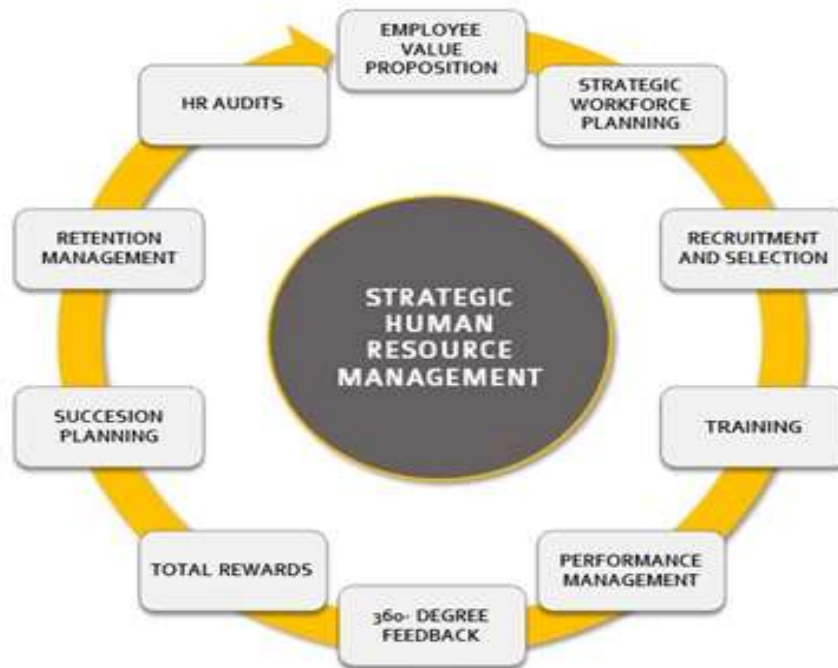 EMPLOYEE
VALUE
PROPOSITION
STRATEGIC
WORKFORCE
PLANNING
RECRUITMENT
AND SELECTION
TRAINING
PERFORMANCE
MANAGEMENT
360- DEGREE
FEEDBACK
TOTAL REWARDS
SUCCESION
PLANNING
RETENTION
MANAGEMENT
HR AUDITS
STRATEGIC
HUMAN
RESOURCE
MANAGEMENT